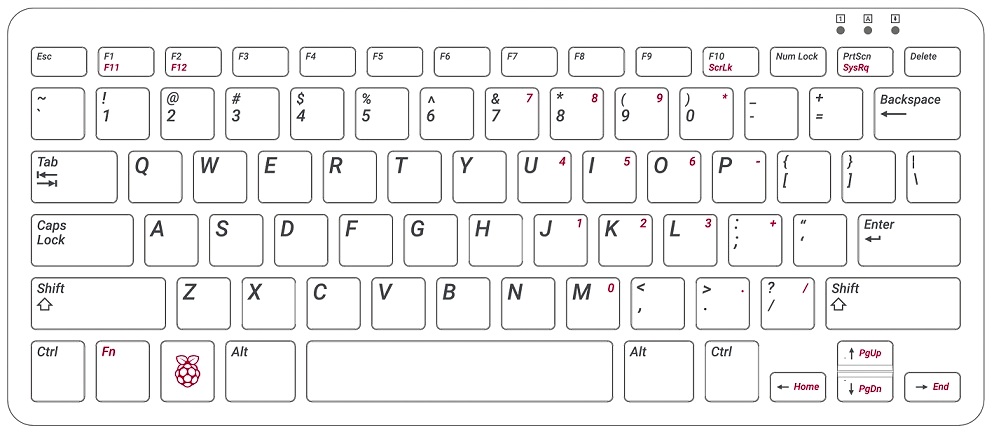 1 A
Esc F1 F2 F3 F4 F5 F6 F7 F8 F9 F10 Num Lock PrtScn Delete
F11 F12 ScrLk SysRq
~ ! @ # $ % ^ & 7 * 8 ( 9 ) * _ + Backspace
` 1 2 3 4 5 6 7 8 9 0 - = ←
Tab Q W E R T Y U 4 I 5 O 6 P - { } |
[ ] \
Caps A S D F G H J 1 K 2 L 3 : + “ Enter
Lock ; ‘ ↵
Shift Z X C V B N M 0 < > . ? / Shift
⇧ , . / ⇧
Ctrl Fn Alt Alt Ctrl ↑ PgUp
← Home ↓ PgDn → End